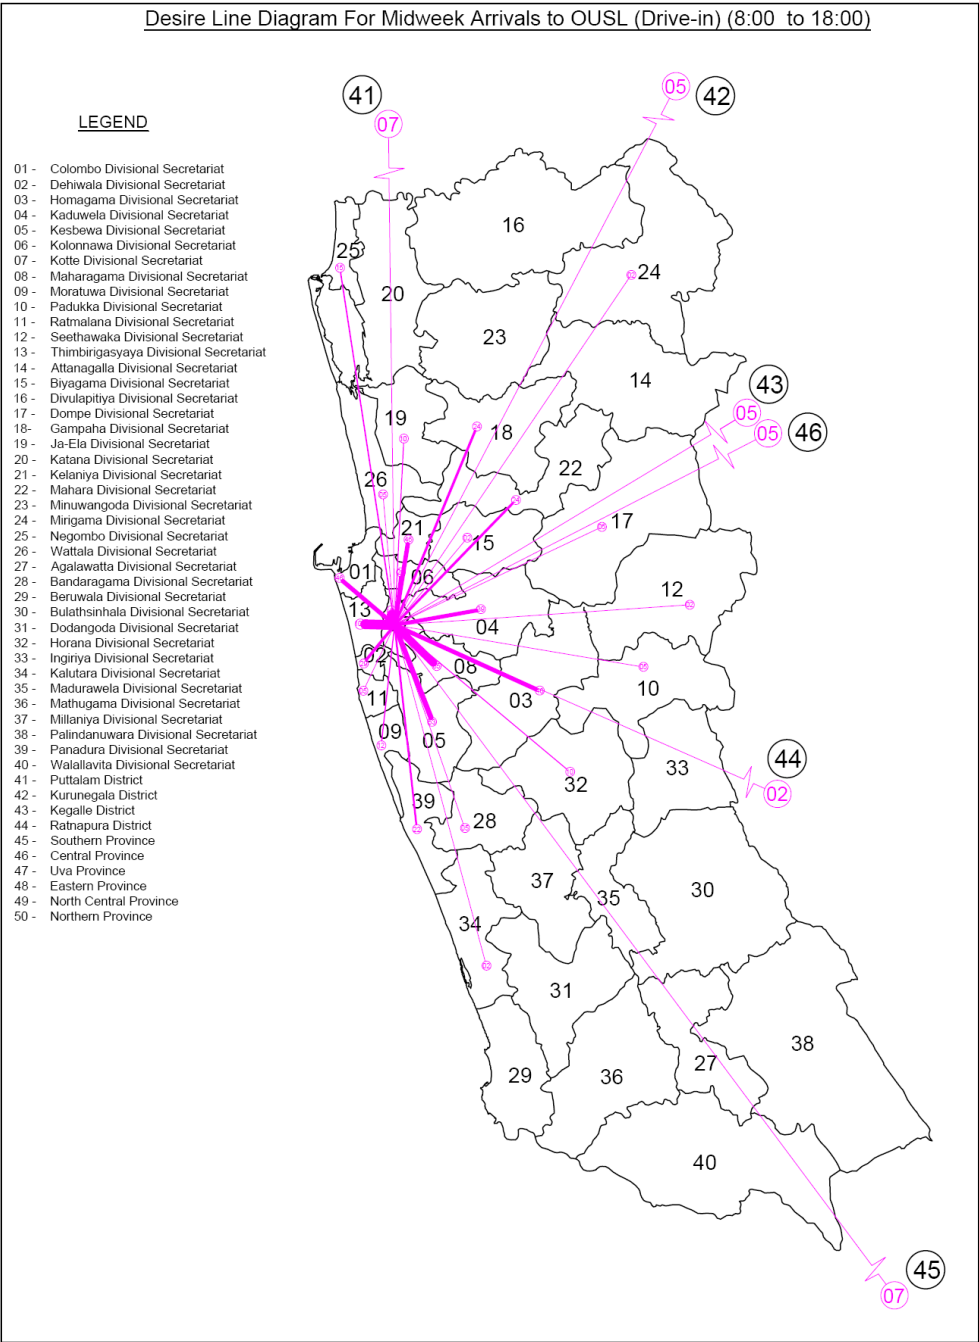 Desire Line Diagram For Midweek Arrivals to OUSL (Drive-in) (8:00 to 18:00)
LEGEND
01 - Colombo Divisional Secretariat
02 - Dehiwala Divisional Secretariat
03 - Homagama Divisional Secretariat
04 - Kaduwela Divisional Secretariat
05 - Kesbewa Divisional Secretariat
06 - Kolonnawa Divisional Secretariat
07 - Kotte Divisional Secretariat
08 - Maharagama Divisional Secretariat
09 - Moratuwa Divisional Secretariat
10 - Padukka Divisional Secretariat
11 - Ratmalana Divisional Secretariat
12 - Seethawaka Divisional Secretariat
13 - Thimbirigasyaya Divisional Secretariat
14 - Attanagalla Divisional Secretariat
15 - Biyagama Divisional Secretariat
16 - Divulapitiya Divisional Secretariat
17 - Dompe Divisional Secretariat
18- Gampaha Divisional Secretariat
19 - Ja-Ela Divisional Secretariat
20 - Katana Divisional Secretariat
21 - Kelaniya Divisional Secretariat
22 - Mahara Divisional Secretariat
23 - Minuwangoda Divisional Secretariat
24 - Mirigama Divisional Secretariat
25 - Negombo Divisional Secretariat
26 - Wattala Divisional Secretariat
27 - Agalawatta Divisional Secretariat
28 - Bandaragama Divisional Secretariat
29 - Beruwala Divisional Secretariat
30 - Bulathsinhala Divisional Secretariat
31 - Dodangoda Divisional Secretariat
32 - Horana Divisional Secretariat
33 - Ingiriya Divisional Secretariat
34 - Kalutara Divisional Secretariat
35 - Madurawela Divisional Secretariat
36 - Mathugama Divisional Secretariat
37 - Millaniya Divisional Secretariat
38 - Palindanuwara Divisional Secretariat
39 - Panadura Divisional Secretariat
40 - Walallavita Divisional Secretariat
41 - Puttalam District
42 - Kurunegala District
43 - Kegalle District
44 - Ratnapura District
45 - Southern Province
46 - Central Province
47 - Uva Province
48 - Eastern Province
49 - North Central Province
50 - Northern Province
41
07
05
42
16
25
24
20
23
14
43
05
05
46
19
18
22
26
21
15
17
01
06
12
13
04
02
08
10
11
03
09
05
33
44
02
32
39
28
37
35
30
34
31
38
27
29
36
40
45
07